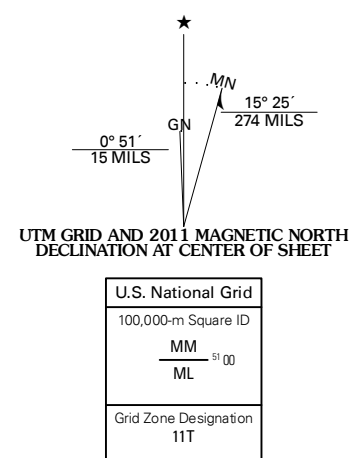 ★
MN
15° 25´
274 MILS
GN
0° 51´
15 MILS
UTM GRID AND 2011 MAGNETIC NORTH
DECLINATION AT CENTER OF SHEET
U.S. National Grid
100,000-m Square ID
MM
51 00
ML
Grid Zone Designation
11T